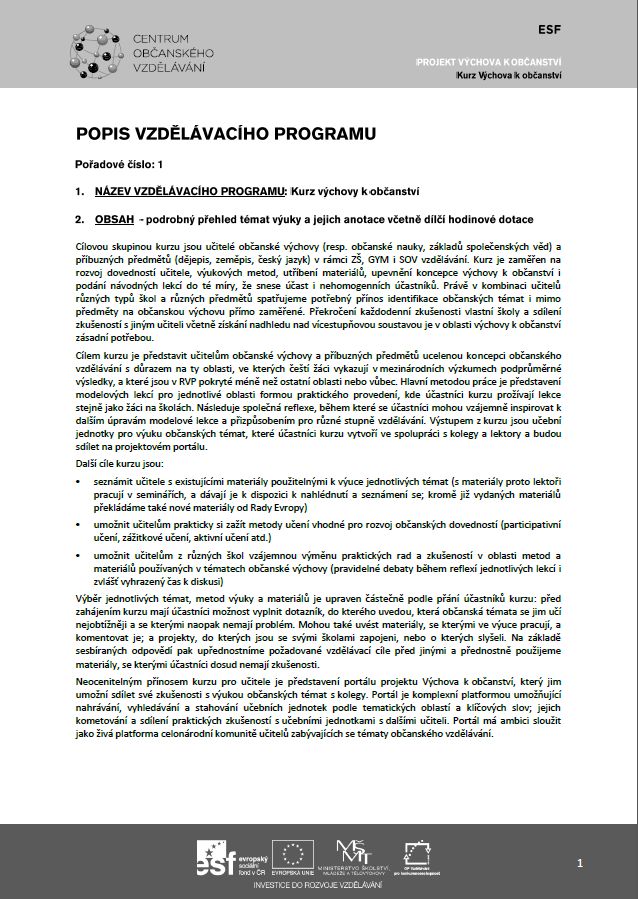 CENTRUM
OBČANSKÉHO
VZDĚLÁVÁNÍ
ESF
PROJEKT VÝCHOVA K OBČANSTVÍ
Kurz Výchova k občanství
POPIS VZDĚLÁVACÍHO PROGRAMU
Pořadové číslo: 1
1. NÁZEV VZDĚLÁVACÍHO PROGRAMU: Kurz výchovy k občanství
2. OBSAH - podrobný přehled témat výuky a jejich anotace včetně dílčí hodinové dotace
Cílovou skupinou kurzu jsou učitelé občanské výchovy (resp. občanské nauky, základů společenských věd) a
příbuzných předmětů (dějepis, zeměpis, český jazyk) v rámci ZŠ, GYM i SOV vzdělávání. Kurz je zaměřen na
rozvoj dovedností učitele, výukových metod, utříbení materiálů, upevnění koncepce výchovy k občanství i
podání návodných lekcí do té míry, že snese účast i nehomogenních účastníků. Právě v kombinaci učitelů
různých typů škol a různých předmětů spatřujeme potřebný přínos identifikace občanských témat i mimo
předměty na občanskou výchovu přímo zaměřené. Překročení každodenní zkušenosti vlastní školy a sdílení
zkušeností s jiným učiteli včetně získání nadhledu nad vícestupňovou soustavou je v oblasti výchovy k občanství
zásadní potřebou.
Cílem kurzu je představit učitelům občanské výchovy a příbuzných předmětů ucelenou koncepci občanského
vzdělávání s důrazem na ty oblasti, ve kterých čeští žáci vykazují v mezinárodních výzkumech podprůměrné
výsledky, a které jsou v RVP pokryté méně než ostatní oblasti nebo vůbec. Hlavní metodou práce je představení
modelových lekcí pro jednotlivé oblasti formou praktického provedení, kde účastníci kurzu prožívají lekce
stejně jako žáci na školách. Následuje společná reflexe, během které se účastníci mohou vzájemně inspirovat k
dalším úpravám modelové lekce a přizpůsobením pro různé stupně vzdělávání. Výstupem z kurzu jsou učební
jednotky pro výuku občanských témat, které účastníci kurzu vytvoří ve spolupráci s kolegy a lektory a budou
sdílet na projektovém portálu.
Další cíle kurzu jsou:
• seznámit učitele s existujícími materiály použitelnými k výuce jednotlivých témat (s materiály proto lektoři
pracují v seminářích, a dávají je k dispozici k nahlédnutí a seznámení se; kromě již vydaných materiálů
překládáme také nové materiály od Rady Evropy)
• umožnit učitelům prakticky si zažít metody učení vhodné pro rozvoj občanských dovedností (participativní
učení, zážitkové učení, aktivní učení atd.)
• umožnit učitelům z různých škol vzájemnou výměnu praktických rad a zkušeností v oblasti metod a
materiálů používaných v tématech občanské výchovy (pravidelné debaty během reflexí jednotlivých lekcí i
zvlášť vyhrazený čas k diskusi)
Výběr jednotlivých témat, metod výuky a materiálů je upraven částečně podle přání účastníků kurzu: před
zahájením kurzu mají účastníci možnost vyplnit dotazník, do kterého uvedou, která občanská témata se jim učí
nejobtížněji a se kterými naopak nemají problém. Mohou také uvést materiály, se kterými ve výuce pracují, a
komentovat je; a projekty, do kterých jsou se svými školami zapojeni, nebo o kterých slyšeli. Na základě
sesbíraných odpovědí pak upřednostníme požadované vzdělávací cíle před jinými a přednostně použijeme
materiály, se kterými účastníci dosud nemají zkušenosti.
Neocenitelným přínosem kurzu pro učitele je představení portálu projektu Výchova k občanství, který jim
umožní sdílet své zkušenosti s výukou občanských témat s kolegy. Portál je komplexní platformou umožňující
nahrávání, vyhledávání a stahování učebních jednotek podle tematických oblastí a klíčových slov; jejich
kometování a sdílení praktických zkušeností s učebními jednotkami s dalšími učiteli. Portál má ambici sloužit
jako živá platforma celonárodní komunitě učitelů zabývajících se tématy občanského vzdělávání.
esf evropský
sociální
fond v ČR
EVROPSKÁ UNIE
MINISTERSTVO ŠKOLSTVÍ,
MLÁDEŽE A TĚLOVÝCHOVY
OP Vzdělávání
pro konkurenceschopnost
INVESTICE DO ROZVOJE VZDĚLÁVÁNÍ
1